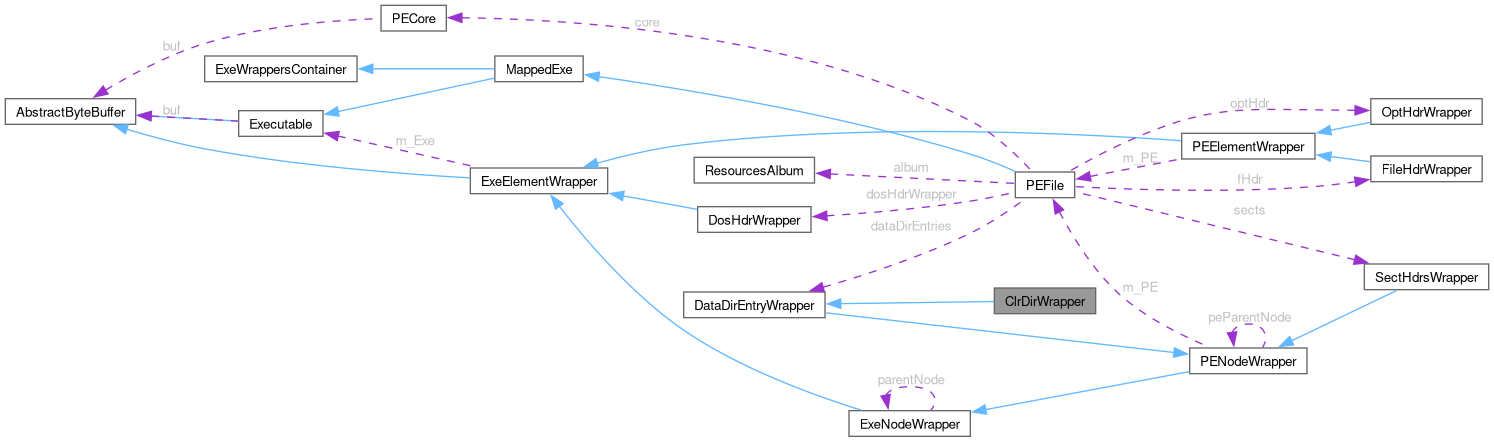 PECore
core
buf
ExeWrappersContainer
MappedExe
AbstractByteBuffer
buf
Executable
optHdr
OptHdrWrapper
m_Exe
PEElementWrapper
m_PE
ResourcesAlbum
album
FileHdrWrapper
ExeElementWrapper
PEFile
fHdr
dosHdrWrapper
DosHdrWrapper
sects
dataDirEntries
SectHdrsWrapper
m_PE
DataDirEntryWrapper
ClrDirWrapper
peParentNode
PENodeWrapper
parentNode
ExeNodeWrapper